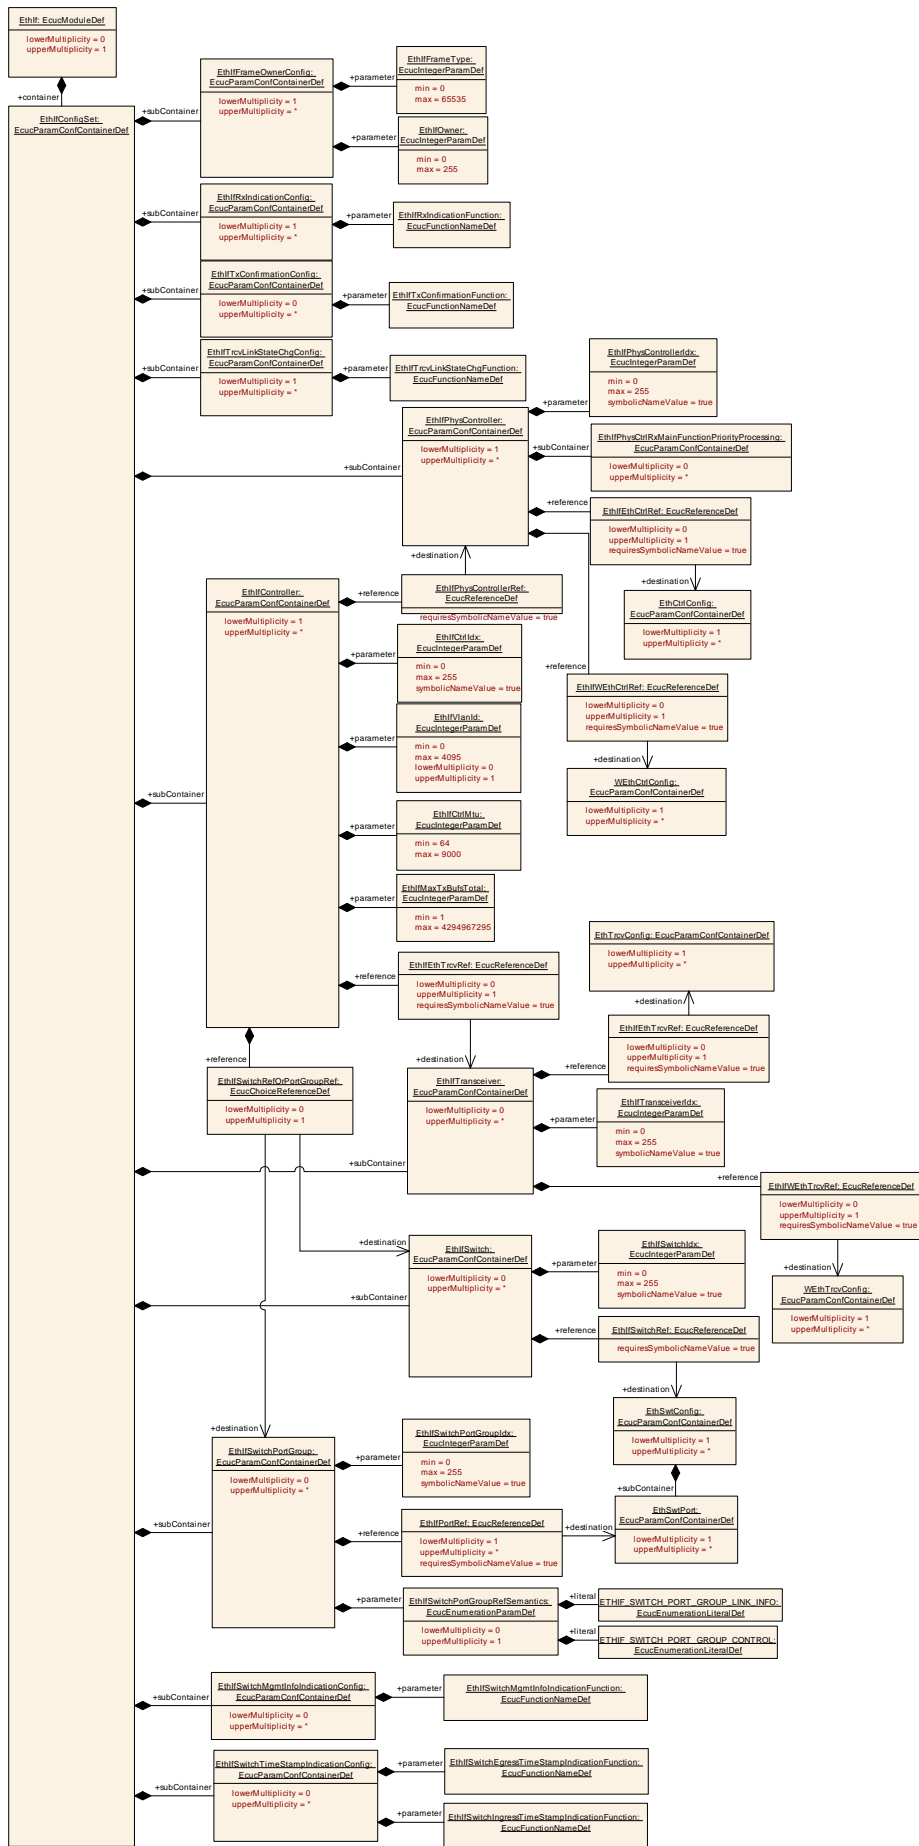 EthIf: EcucModuleDef
lowerMultiplicity = 0
upperMultiplicity = 1
+container
EthIfConfigSet:
EcucParamConfContainerDef
+subContainer
EthIfFrameOwnerConfig:
EcucParamConfContainerDef
lowerMultiplicity = 1
upperMultiplicity = *
+parameter
EthIfFrameType:
EcucIntegerParamDef
min = 0
max = 65535
+parameter
EthIfOwner:
EcucIntegerParamDef
min = 0
max = 255
+subContainer
EthIfRxIndicationConfig:
EcucParamConfContainerDef
lowerMultiplicity = 1
upperMultiplicity = *
+parameter
EthIfRxIndicationFunction:
EcucFunctionNameDef
+subContainer
EthIfTxConfirmationConfig:
EcucParamConfContainerDef
lowerMultiplicity = 0
upperMultiplicity = *
+parameter
EthIfTxConfirmationFunction:
EcucFunctionNameDef
+subContainer
EthIfTrcvLinkStateChgConfig:
EcucParamConfContainerDef
lowerMultiplicity = 1
upperMultiplicity = *
+parameter
EthIfTrcvLinkStateChgFunction:
EcucFunctionNameDef
+subContainer
EthIfPhysController:
EcucParamConfContainerDef
lowerMultiplicity = 1
upperMultiplicity = *
+parameter
EthIfPhysControllerIdx:
EcucIntegerParamDef
min = 0
max = 255
symbolicNameValue = true
+subContainer
EthIfPhysCtrlRxMainFunctionPriorityProcessing:
EcucParamConfContainerDef
lowerMultiplicity = 0
upperMultiplicity = *
+reference
EthIfEthCtrlRef: EcucReferenceDef
lowerMultiplicity = 0
upperMultiplicity = 1
requiresSymbolicNameValue = true
+destination
EthCtrlConfig:
EcucParamConfContainerDef
lowerMultiplicity = 1
upperMultiplicity = *
+reference
EthIfWEthCtrlRef: EcucReferenceDef
lowerMultiplicity = 0
upperMultiplicity = 1
requiresSymbolicNameValue = true
+destination
WEthCtrlConfig:
EcucParamConfContainerDef
lowerMultiplicity = 1
upperMultiplicity = *
+subContainer
EthIfController:
EcucParamConfContainerDef
lowerMultiplicity = 1
upperMultiplicity = *
+reference
+destination
EthIfPhysControllerRef:
EcucReferenceDef
requiresSymbolicNameValue = true
+parameter
EthIfCtrlIdx:
EcucIntegerParamDef
min = 0
max = 255
symbolicNameValue = true
+parameter
EthIfVlanId:
EcucIntegerParamDef
min = 0
max = 4095
lowerMultiplicity = 0
upperMultiplicity = 1
+parameter
EthIfCtrlMtu:
EcucIntegerParamDef
min = 64
max = 9000
+parameter
EthIfMaxTxBufsTotal:
EcucIntegerParamDef
min = 1
max = 4294967295
+reference
EthIfEthTrcvRef: EcucReferenceDef
lowerMultiplicity = 0
upperMultiplicity = 1
requiresSymbolicNameValue = true
+destination
+reference
EthIfSwitchRefOrPortGroupRef:
EcucChoiceReferenceDef
lowerMultiplicity = 0
upperMultiplicity = 1
+subContainer
EthIfTransceiver:
EcucParamConfContainerDef
lowerMultiplicity = 0
upperMultiplicity = *
+reference
EthIfEthTrcvRef: EcucReferenceDef
lowerMultiplicity = 0
upperMultiplicity = 1
requiresSymbolicNameValue = true
+destination
EthTrcvConfig: EcucParamConfContainerDef
lowerMultiplicity = 1
upperMultiplicity = *
+parameter
EthIfTransceiverIdx:
EcucIntegerParamDef
min = 0
max = 255
symbolicNameValue = true
+reference
EthIfWEthTrcvRef: EcucReferenceDef
lowerMultiplicity = 0
upperMultiplicity = 1
requiresSymbolicNameValue = true
+destination
WEthTrcvConfig:
EcucParamConfContainerDef
lowerMultiplicity = 1
upperMultiplicity = *
+destination
+subContainer
EthIfSwitch:
EcucParamConfContainerDef
lowerMultiplicity = 0
upperMultiplicity = *
+parameter
EthIfSwitchIdx:
EcucIntegerParamDef
min = 0
max = 255
symbolicNameValue = true
+reference
EthIfSwitchRef: EcucReferenceDef
requiresSymbolicNameValue = true
+destination
EthSwtConfig:
EcucParamConfContainerDef
lowerMultiplicity = 1
upperMultiplicity = *
+subContainer
EthSwtPort:
EcucParamConfContainerDef
lowerMultiplicity = 1
upperMultiplicity = *
+destination
+subContainer
EthIfSwitchPortGroup:
EcucParamConfContainerDef
lowerMultiplicity = 0
upperMultiplicity = *
+parameter
EthIfSwitchPortGroupIdx:
EcucIntegerParamDef
min = 0
max = 255
symbolicNameValue = true
+reference
EthIfPortRef: EcucReferenceDef
lowerMultiplicity = 1
upperMultiplicity = *
requiresSymbolicNameValue = true
+destination
+parameter
EthIfSwitchPortGroupRefSemantics:
EcucEnumerationParamDef
lowerMultiplicity = 0
upperMultiplicity = 1
+literal
ETHIF_SWITCH_PORT_GROUP_LINK_INFO:
EcucEnumerationLiteralDef
+literal
ETHIF_SWITCH_PORT_GROUP_CONTROL:
EcucEnumerationLiteralDef
+subContainer
EthIfSwitchMgmtInfoIndicationConfig:
EcucParamConfContainerDef
lowerMultiplicity = 0
upperMultiplicity = *
+parameter
EthIfSwitchMgmtInfoIndicationFunction:
EcucFunctionNameDef
+subContainer
EthIfSwitchTimeStampIndicationConfig:
EcucParamConfContainerDef
lowerMultiplicity = 0
upperMultiplicity = *
+parameter
EthIfSwitchEgressTimeStampIndicationFunction:
EcucFunctionNameDef
+parameter
EthIfSwitchIngressTimeStampIndicationFunction:
EcucFunctionNameDef